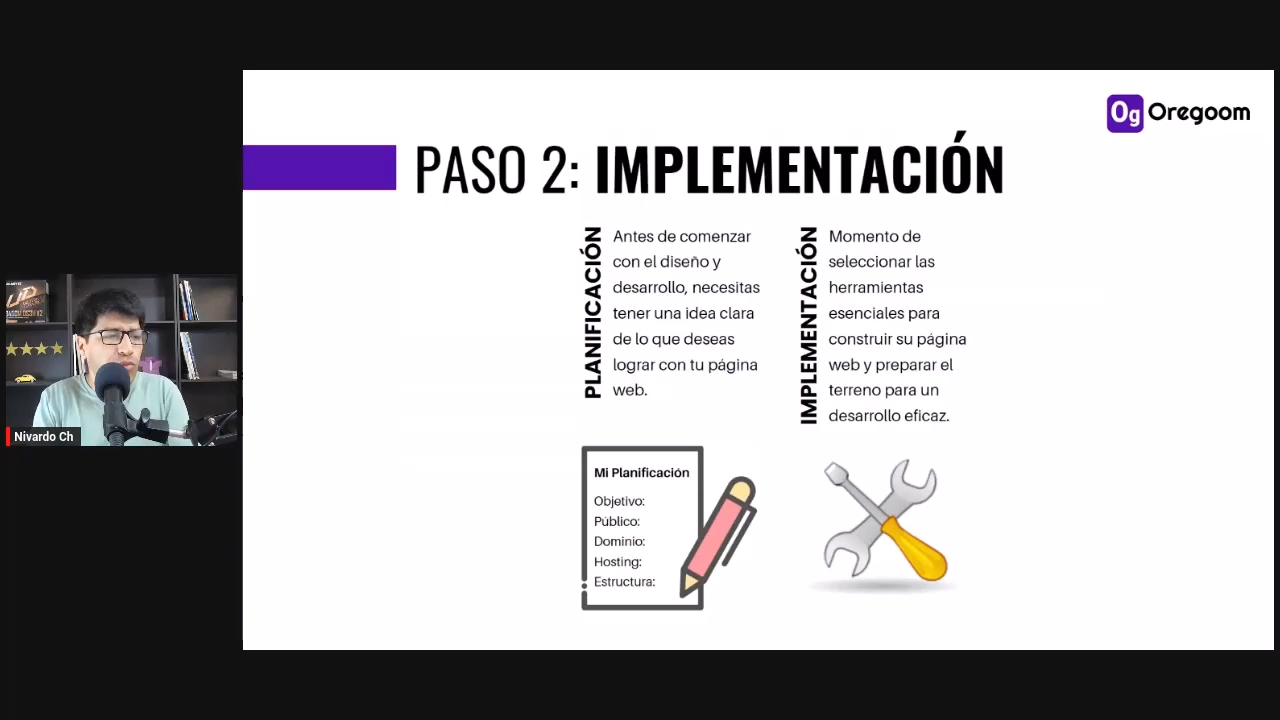 Og Oregoom
PASO 2: IMPLEMENTACIÓN
PLANIFICACIÓN
Antes de comenzar
con el diseño y
desarrollo, necesitas
tener una idea clara
de lo que deseas
lograr con tu página
web.
IMPLEMENTACIÓN
Momento de
seleccionar las
herramientas
esenciales para
construir su página
web y preparar el
terreno para un
desarrollo eficaz.
Mi Planificación
Objetivo:
Público:
Dominio:
Hosting:
Estructura:
Nivardo Ch